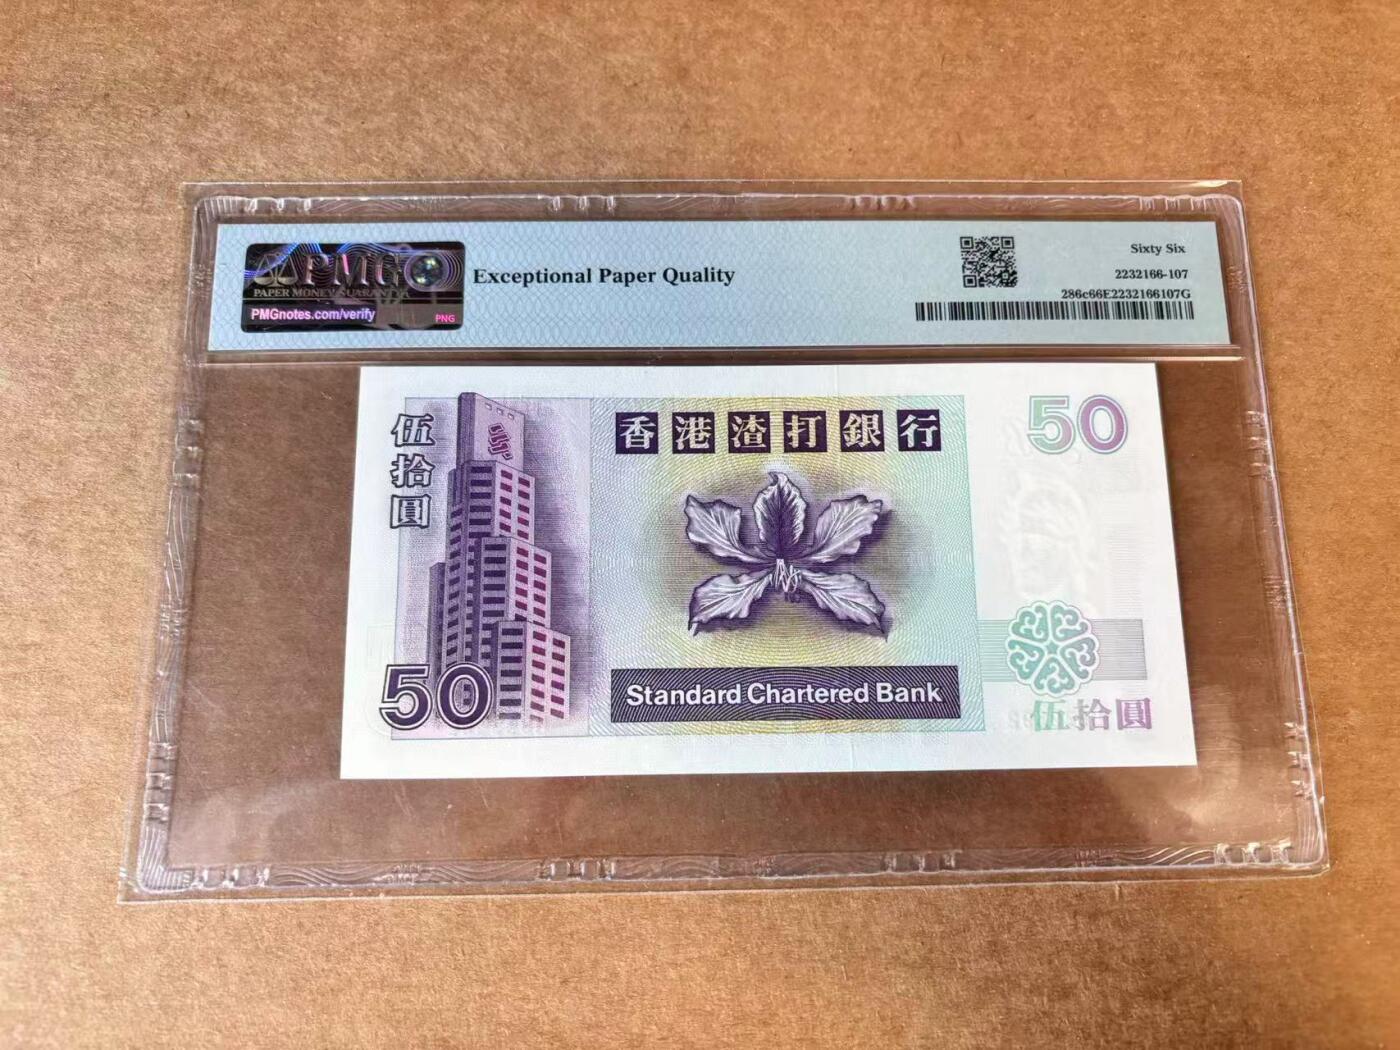 PMG
PAPER MONEY GUARANTY
PMGnotes.com/verify
PNG
Exceptional Paper Quality
Sixty Six
2232166-107
286c66E2232166107G
伍拾圓
香港渣打銀行
50
50
Standard Chartered Bank
伍拾圓